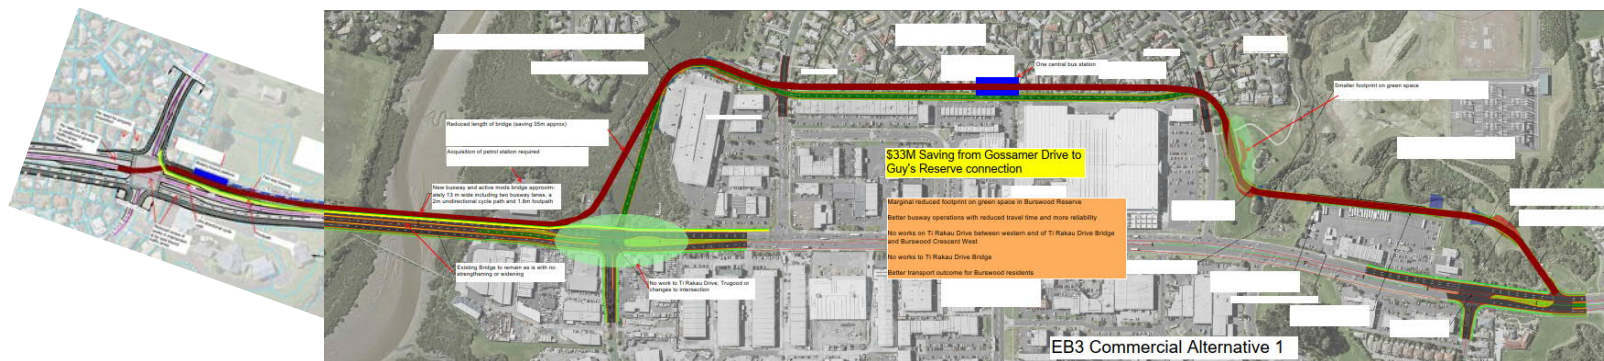 One central bus station
Smaller footprint on green space
Reduced length of bridge (saving 35m approx)
Acquisition of petrol station required
$33M Saving from Gossamer Drive to
Guy's Reserve connection
New busway and active mods bridge approxim-
ately 13 m wide including two busway lanes, a
2m unidirectional cycle path and 1.8m footpath
Marginal reduced footprint on green space in Burswood Reserve
Better busway operations with reduced travel time and more reliability
No works on Ti Rakau Drive between western end of Ti Rakau Drive Bridge
and Burswood Crescent West
No works to Ti Rakau Drive Bridge
Better transport outcome for Burswood residents
Existing Bridge to remain as is with no
strengthening or widening
No work to Ti Rakau Drive, Trugood or
changes to intersection
EB3 Commercial Alternative 1